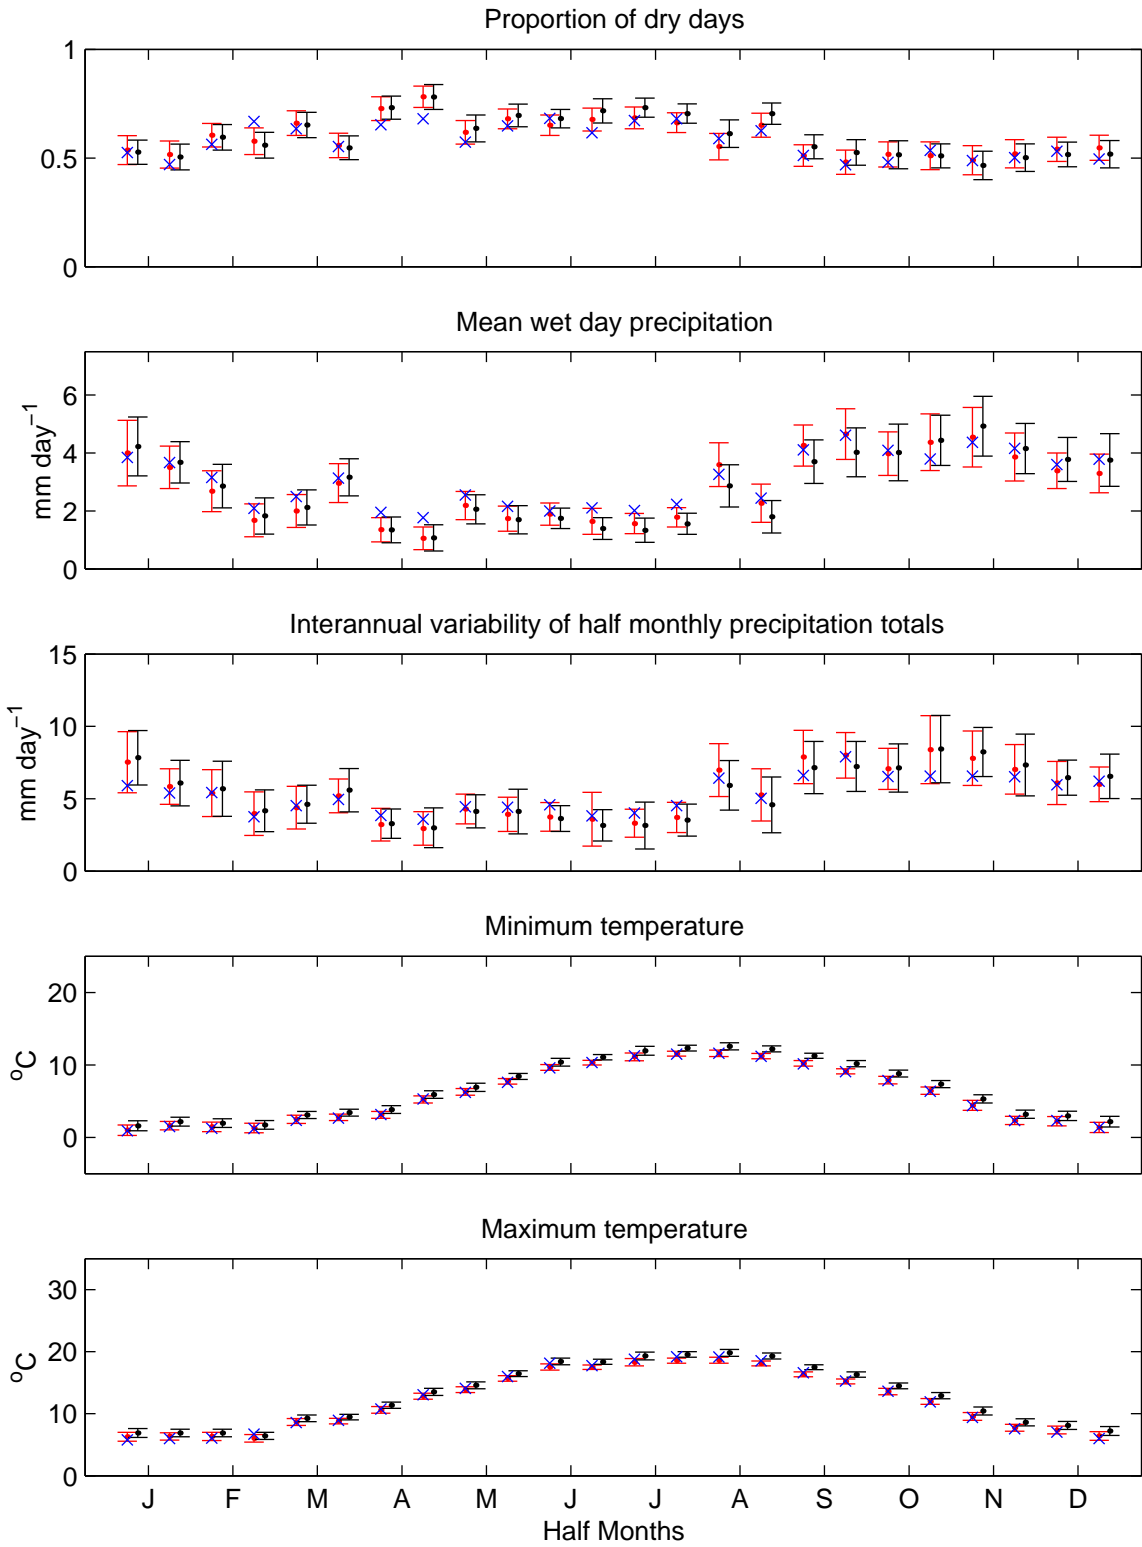 Proportion of dry days
1
0.5
0
Mean wet day precipitation
mm day⁻¹
6
4
2
0
Interannual variability of half monthly precipitation totals
mm day⁻¹
15
10
5
0
Minimum temperature
ºC
20
10
0
Maximum temperature
ºC
30
20
10
0
J F M A M J J A S O N D
Half Months